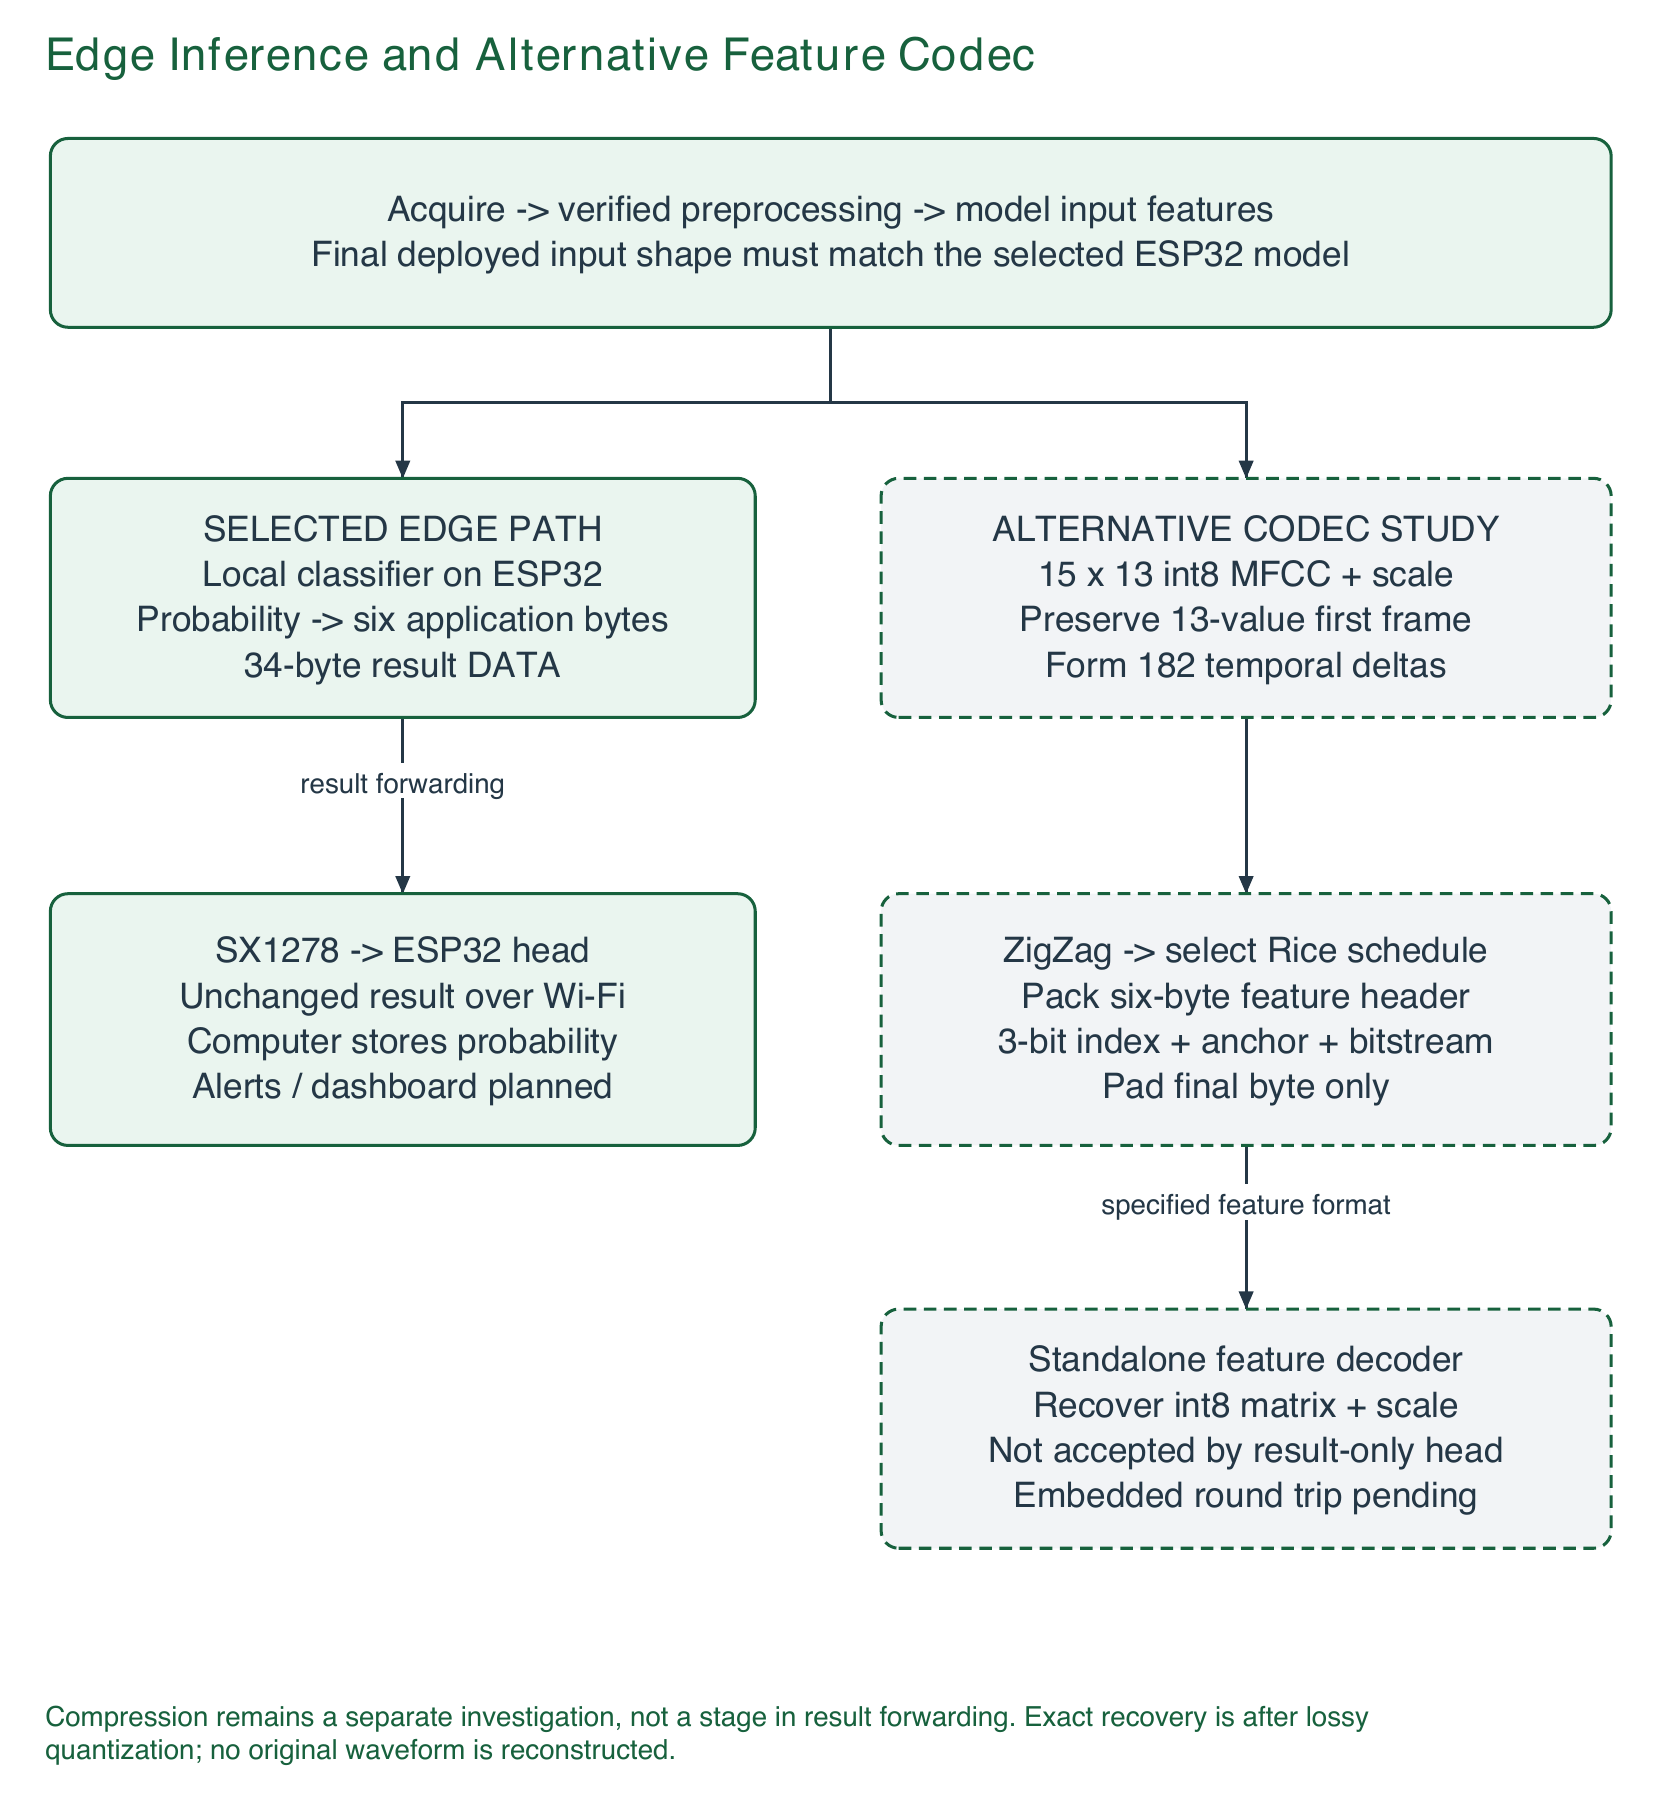 Edge Inference and Alternative Feature Codec
Acquire -> verified preprocessing -> model input features
Final deployed input shape must match the selected ESP32 model
SELECTED EDGE PATH
Local classifier on ESP32
Probability -> six application bytes
34-byte result DATA
ALTERNATIVE CODEC STUDY
15 x 13 int8 MFCC + scale
Preserve 13-value first frame
Form 182 temporal deltas
result forwarding
SX1278 -> ESP32 head
Unchanged result over Wi-Fi
Computer stores probability
Alerts / dashboard planned
ZigZag -> select Rice schedule
Pack six-byte feature header
3-bit index + anchor + bitstream
Pad final byte only
specified feature format
Standalone feature decoder
Recover int8 matrix + scale
Not accepted by result-only head
Embedded round trip pending
Compression remains a separate investigation, not a stage in result forwarding. Exact recovery is after lossy
quantization; no original waveform is reconstructed.